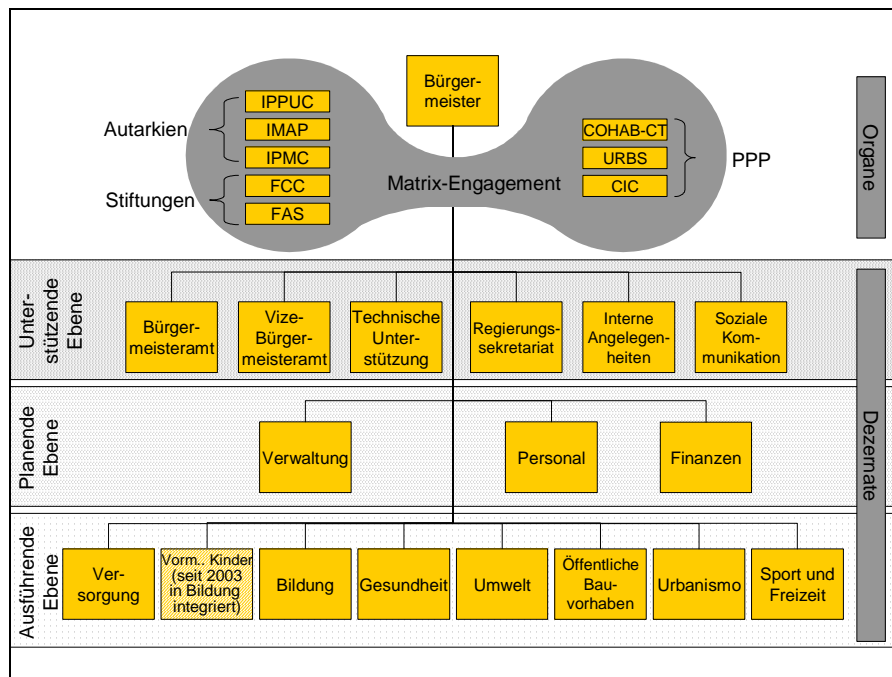 Bürger-
meister
Autarkien
IPPUC
IMAP
IPMC
Stiftungen
FCC
FAS
Matrix-Engagement
COHAB-CT
URBS
CIC
PPP
Organe
Unter-
stützende
Ebene
Bürger-
meisteramt
Vize-
Bürger-
meisteramt
Technische
Unter-
stützung
Regierungs-
sekretariat
Interne
Angelegen-
heiten
Soziale
Kom-
munikation
Dezernate
Planende
Ebene
Verwaltung
Personal
Finanzen
Ausführende
Ebene
Ver-
sorgung
Vorm.. Kinder
(seit 2003
in Bildung
integriert)
Bildung
Gesundheit
Umwelt
Öffentliche
Bau-
vorhaben
Urbanismo
Sport und
Freizeit